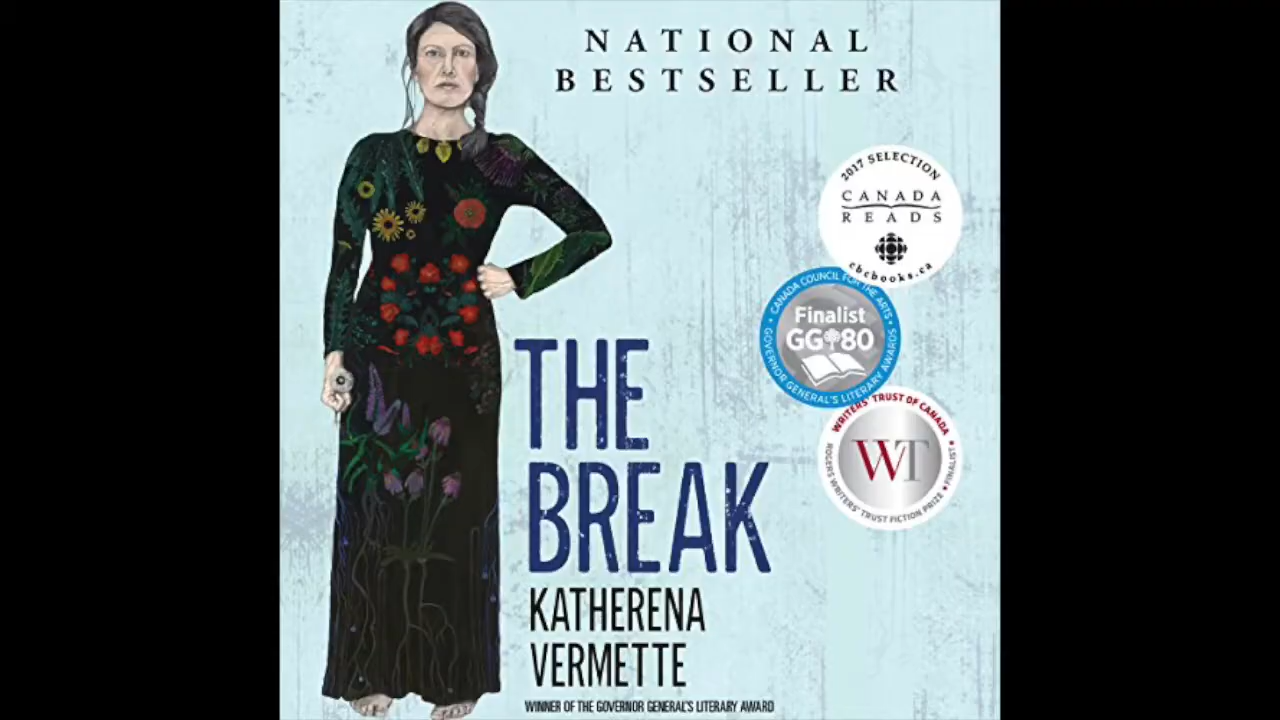 NATIONAL
BESTSELLER
2017 SELECTION
CANADA
READS
cbcbooks.ca
CANADA COUNCIL FOR THE ARTS
Finalist
GG 80
GOVERNOR GENERAL'S LITERARY AWARDS
WRITERS' TRUST OF CANADA
WT
ROGERS WRITERS' TRUST FICTION PRIZE • FINALIST •
THE
BREAK
KATHERENA
VERMETTE
WINNER OF THE GOVERNOR GENERAL'S LITERARY AWARD